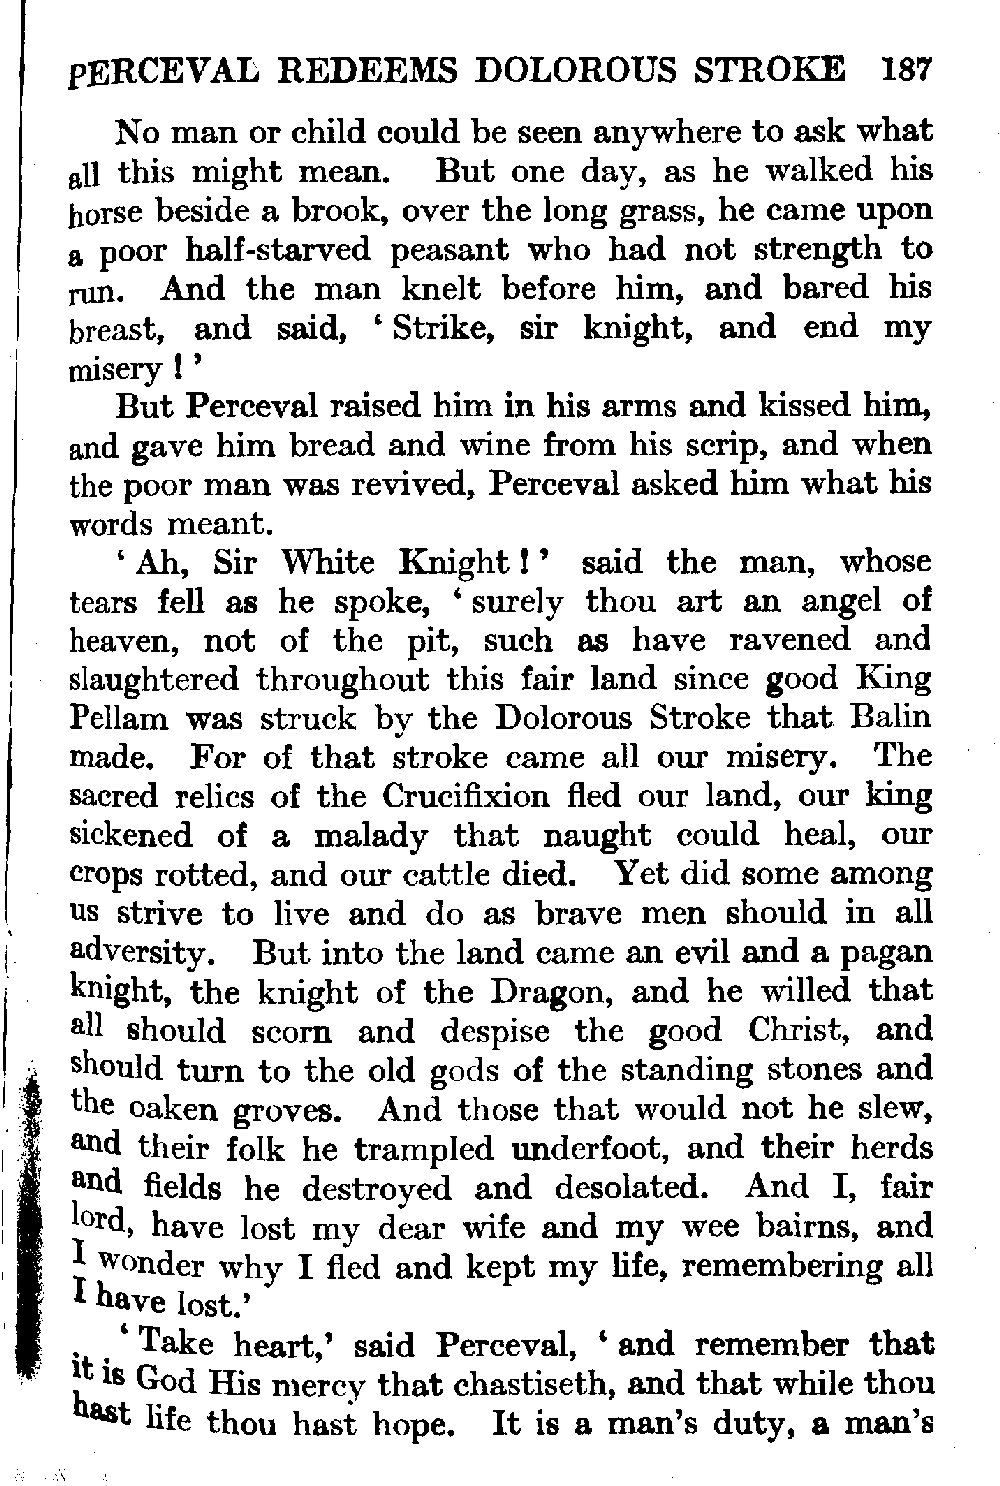 PERCEVAL REDEEMS DOLOROUS STROKE 187
No man or child could be seen anywhere to ask what
all this might mean. But one day, as he walked his
horse beside a brook, over the long grass, he came upon
a poor half-starved peasant who had not strength to
run. And the man knelt before him, and bared his
breast, and said, ‘ Strike, sir knight, and end my
misery ! ’
But Perceval raised him in his arms and kissed him,
and gave him bread and wine from his scrip, and when
the poor man was revived, Perceval asked him what his
words meant.
‘ Ah, Sir White Knight ! ’ said the man, whose
tears fell as he spoke, ‘ surely thou art an angel of
heaven, not of the pit, such as have ravened and
slaughtered throughout this fair land since good King
Pellam was struck by the Dolorous Stroke that Balin
made. For of that stroke came all our misery. The
sacred relics of the Crucifixion fled our land, our king
sickened of a malady that naught could heal, our
crops rotted, and our cattle died. Yet did some among
us strive to live and do as brave men should in all
adversity. But into the land came an evil and a pagan
knight, the knight of the Dragon, and he willed that
all should scorn and despise the good Christ, and
should turn to the old gods of the standing stones and
the oaken groves. And those that would not he slew,
and their folk he trampled underfoot, and their herds
and fields he destroyed and desolated. And I, fair
lord, have lost my dear wife and my wee bairns, and
I wonder why I fled and kept my life, remembering all
I have lost.’
‘ Take heart,’ said Perceval, ‘ and remember that
it is God His mercy that chastiseth, and that while thou
hast life thou hast hope. It is a man’s duty, a man’s